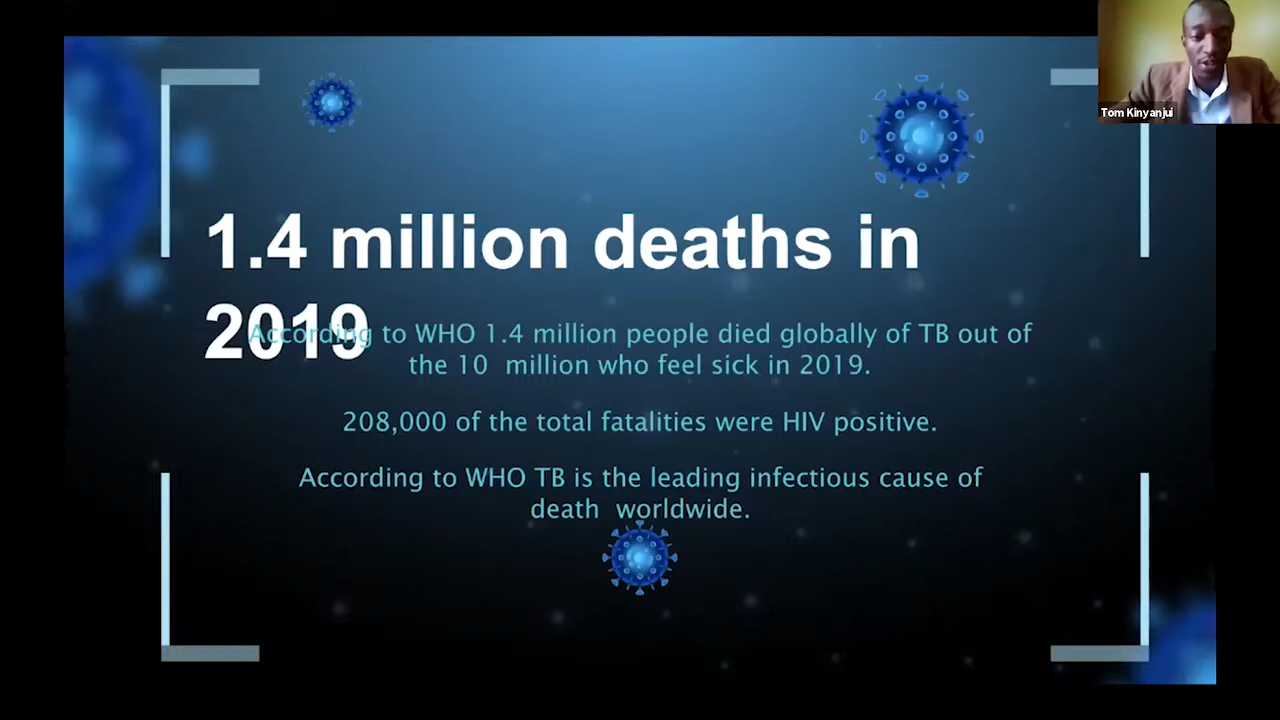 Tom Kinyanjui
1.4 million deaths in
2019
According to WHO 1.4 million people died globally of TB out of
the 10 million who feel sick in 2019.
208,000 of the total fatalities were HIV positive.
According to WHO TB is the leading infectious cause of
death worldwide.